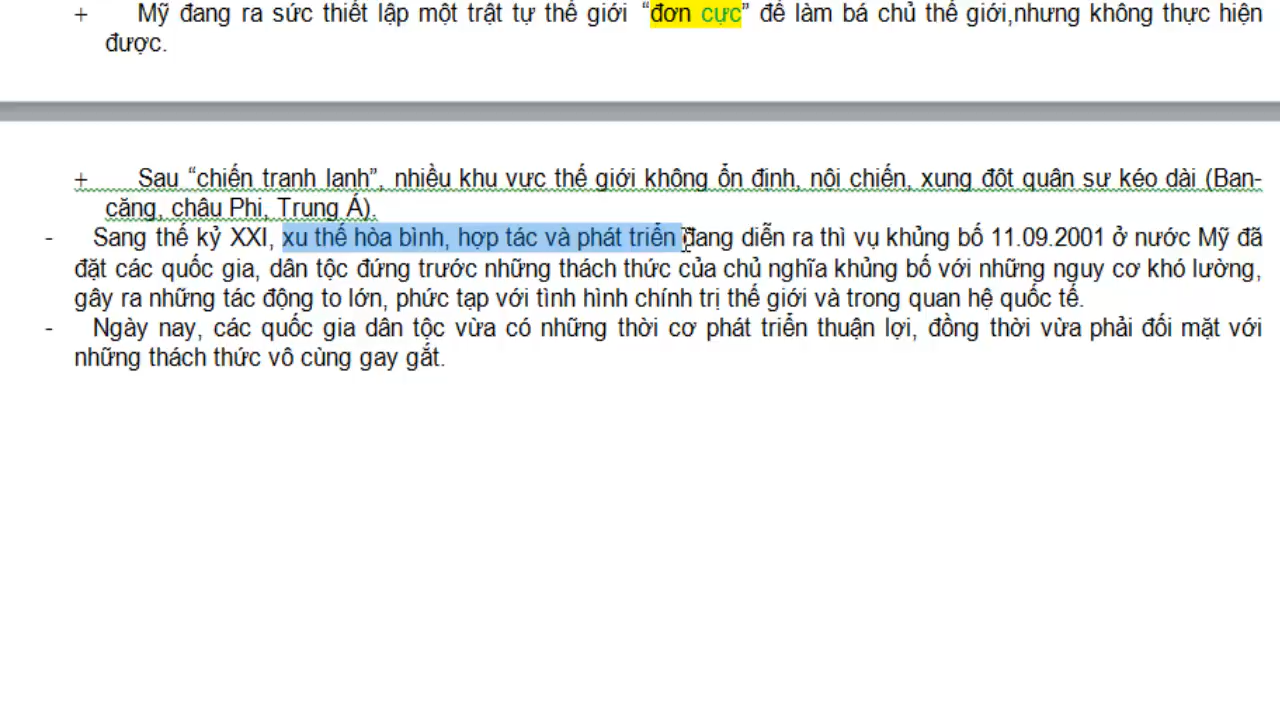 + Mỹ đang ra sức thiết lập một trật tự thế giới “đơn cực” để làm bá chủ thế giới,nhưng không thực hiện
được.
+ Sau “chiến tranh lạnh”, nhiều khu vực thế giới không ổn định, nội chiến, xung đột quân sự kéo dài (Ban-
căng, châu Phi, Trung Á).
- Sang thế kỷ XXI, xu thế hòa bình, hợp tác và phát triển đang diễn ra thì vụ khủng bố 11.09.2001 ở nước Mỹ đã
đặt các quốc gia, dân tộc đứng trước những thách thức của chủ nghĩa khủng bố với những nguy cơ khó lường,
gây ra những tác động to lớn, phức tạp với tình hình chính trị thế giới và trong quan hệ quốc tế.
- Ngày nay, các quốc gia dân tộc vừa có những thời cơ phát triển thuận lợi, đồng thời vừa phải đối mặt với
những thách thức vô cùng gay gắt.